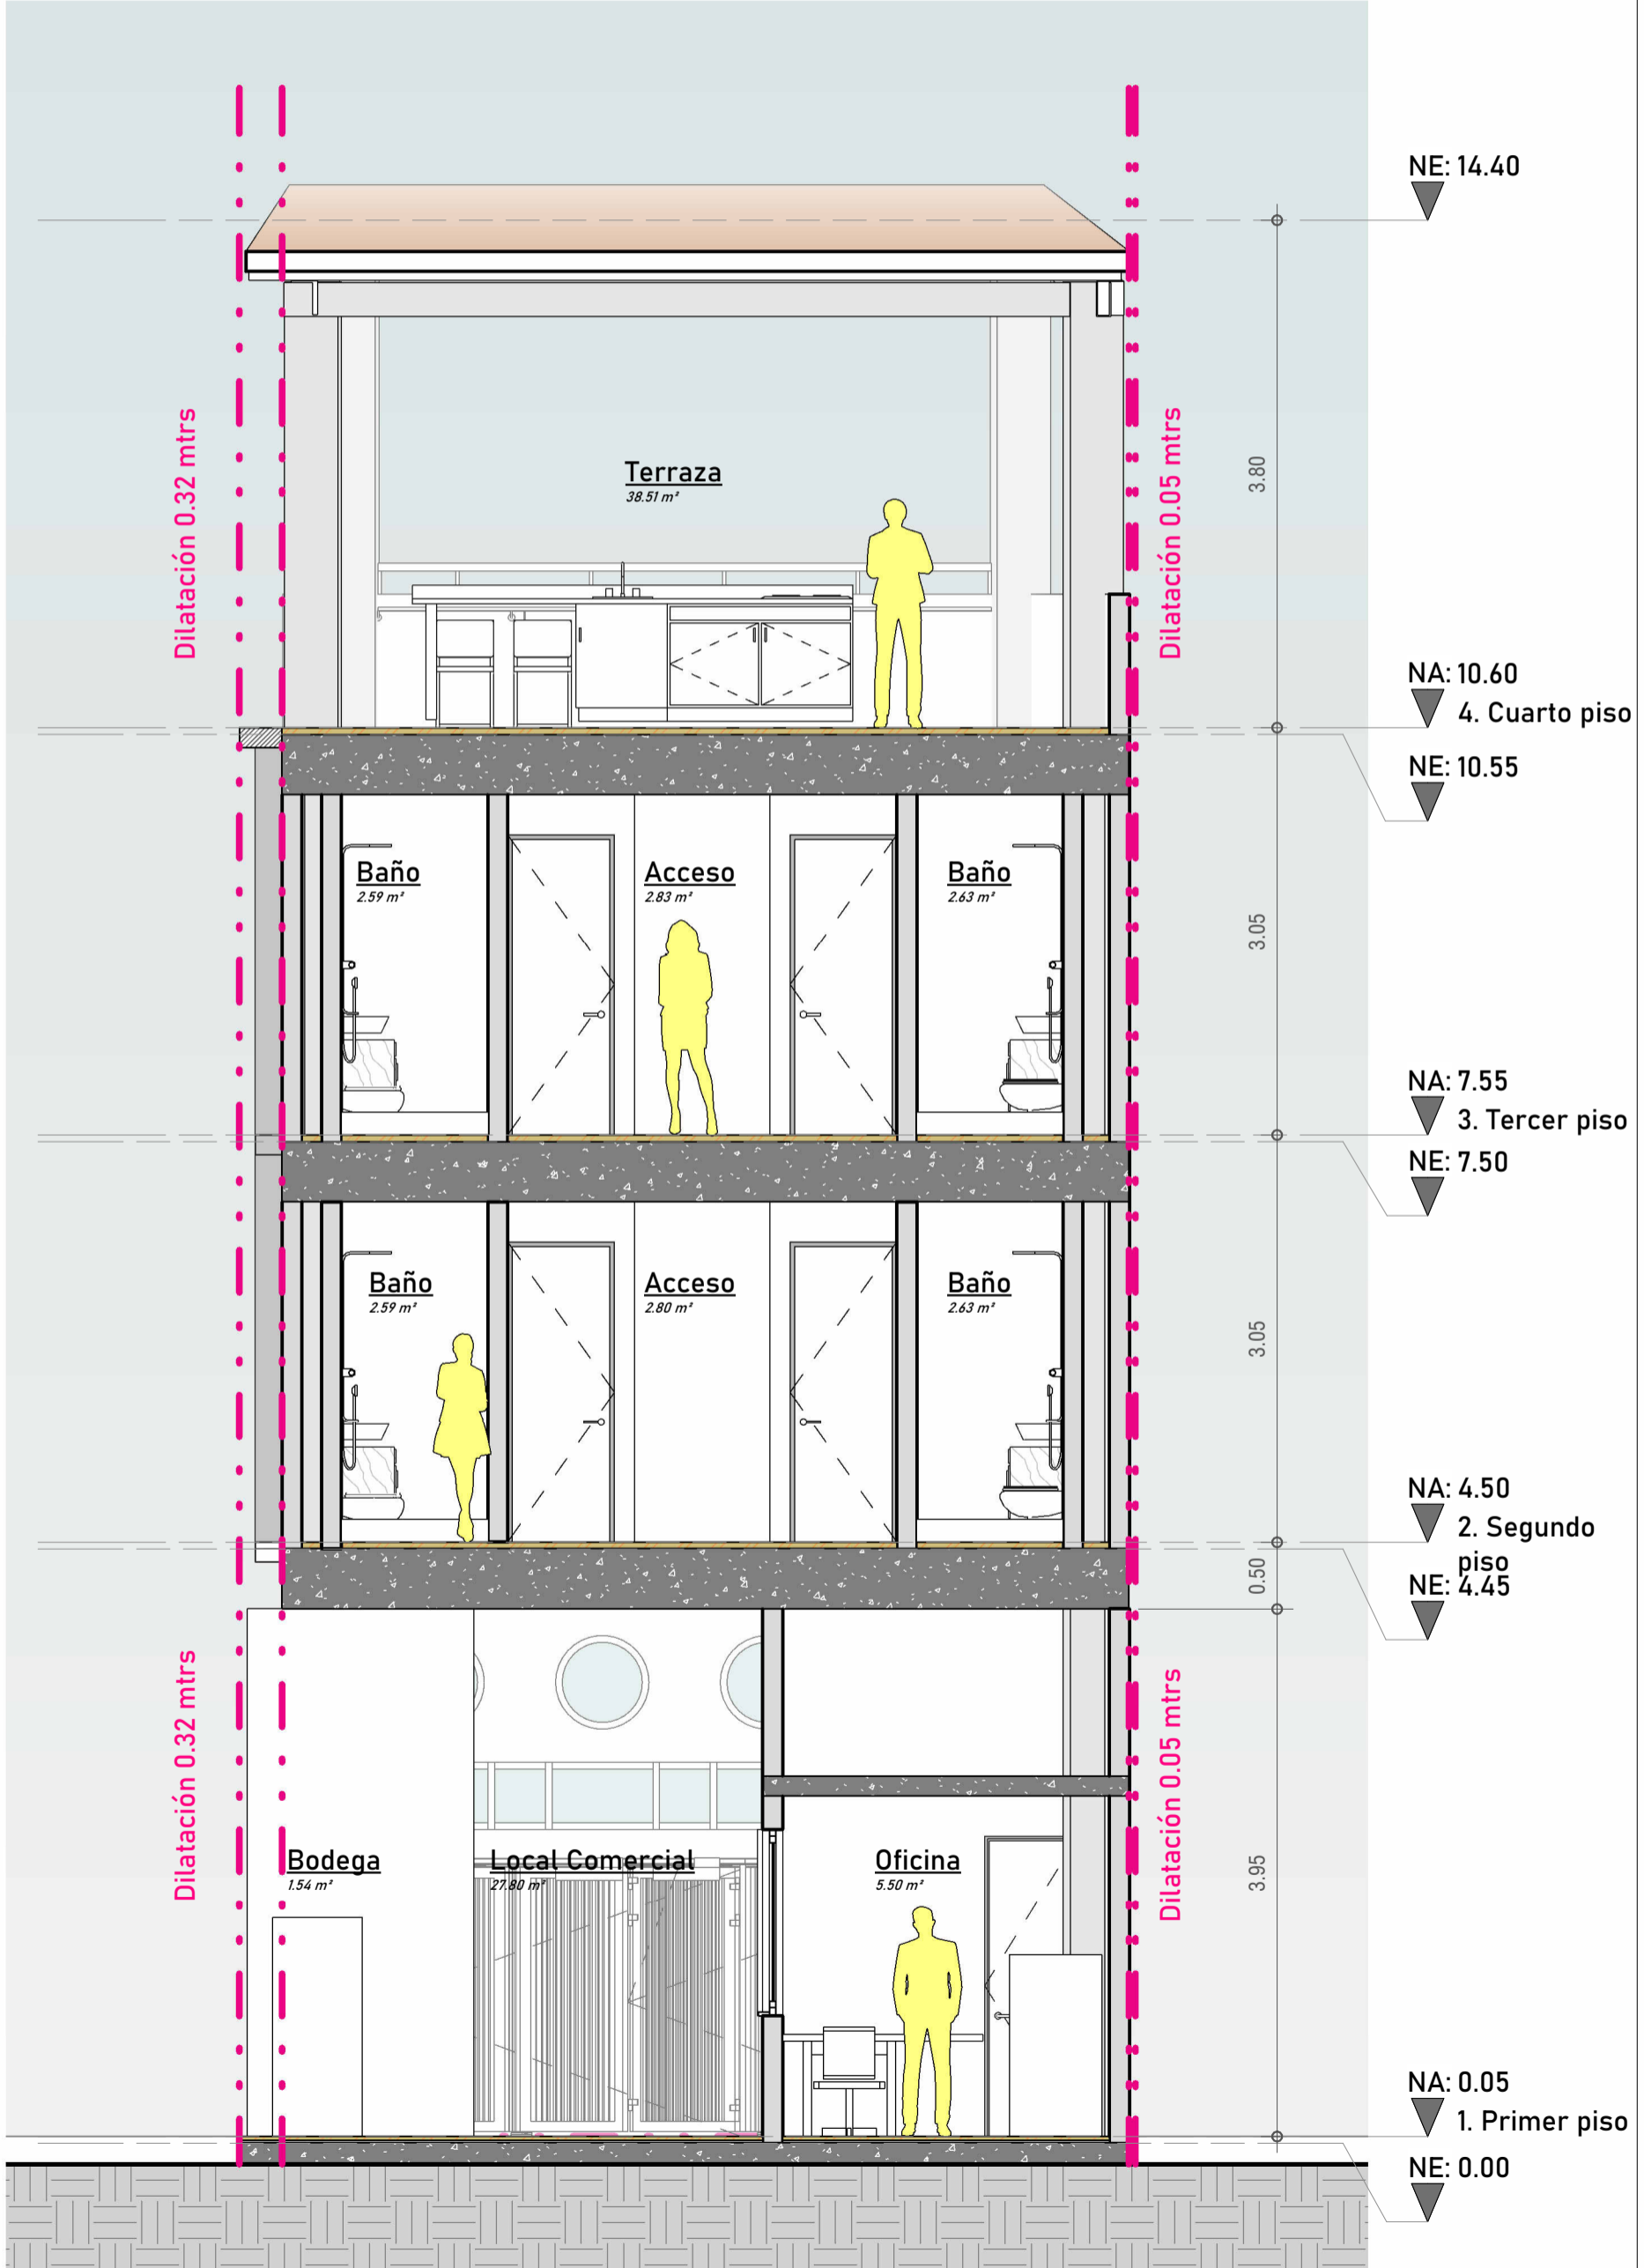 NE: 14.40
Dilatación 0.32 mtrs
Terraza
38.51 m²
Dilatación 0.05 mtrs
3.80
NA: 10.60
4. Cuarto piso
NE: 10.55
Baño
2.59 m²
Acceso
2.83 m²
Baño
2.63 m²
3.05
NA: 7.55
3. Tercer piso
NE: 7.50
Baño
2.59 m²
Acceso
2.80 m²
Baño
2.63 m²
3.05
NA: 4.50
2. Segundo
piso
NE: 4.45
0.50
Dilatación 0.32 mtrs
Bodega
1.54 m²
Local Comercial
27.80 m²
Oficina
5.50 m²
Dilatación 0.05 mtrs
3.95
NA: 0.05
1. Primer piso
NE: 0.00